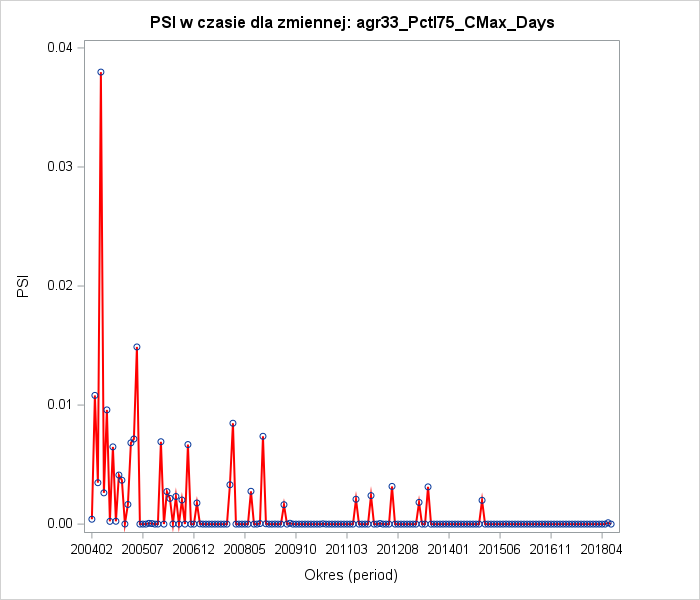 PSI w czasie dla zmiennej: agr33_Pctl75_CMax_Days
0.04
0.03
0.02
0.01
0.00
PSI
200402 200507 200612 200805 200910 201103 201208 201401 201506 201611 201804
Okres (period)